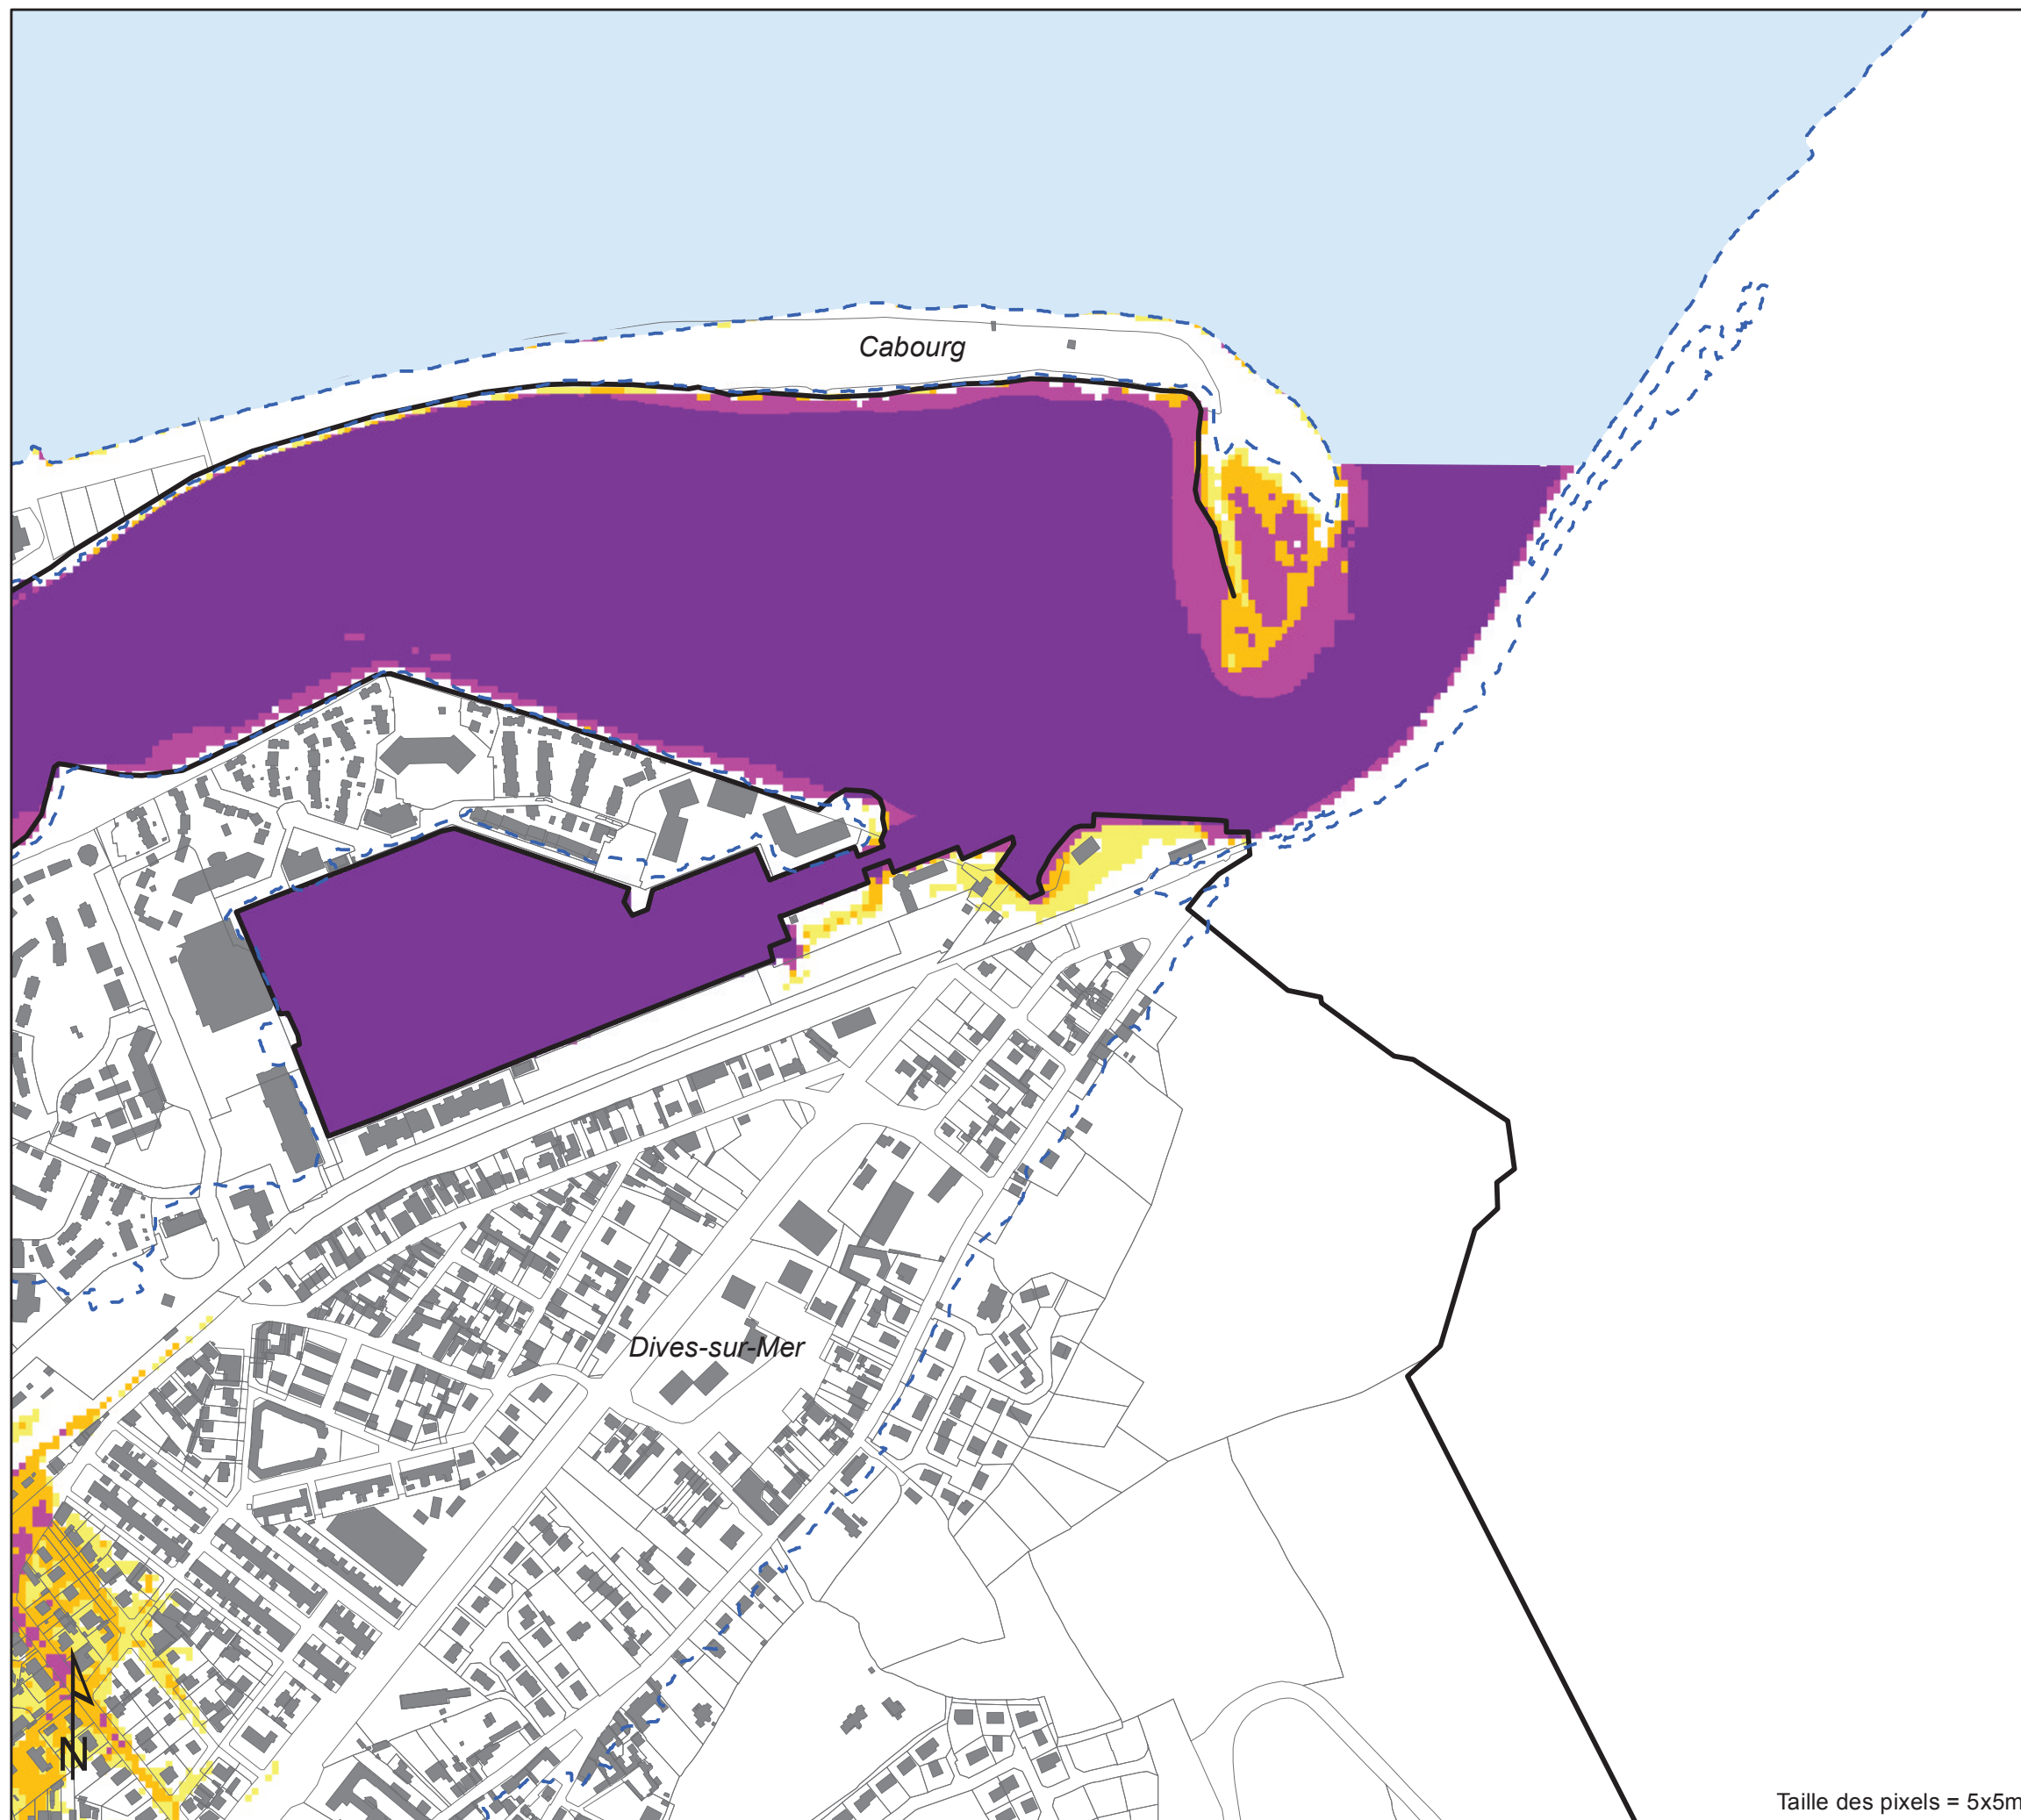 Cabourg
Dives-sur-Mer
N
Taille des pixels = 5x5m